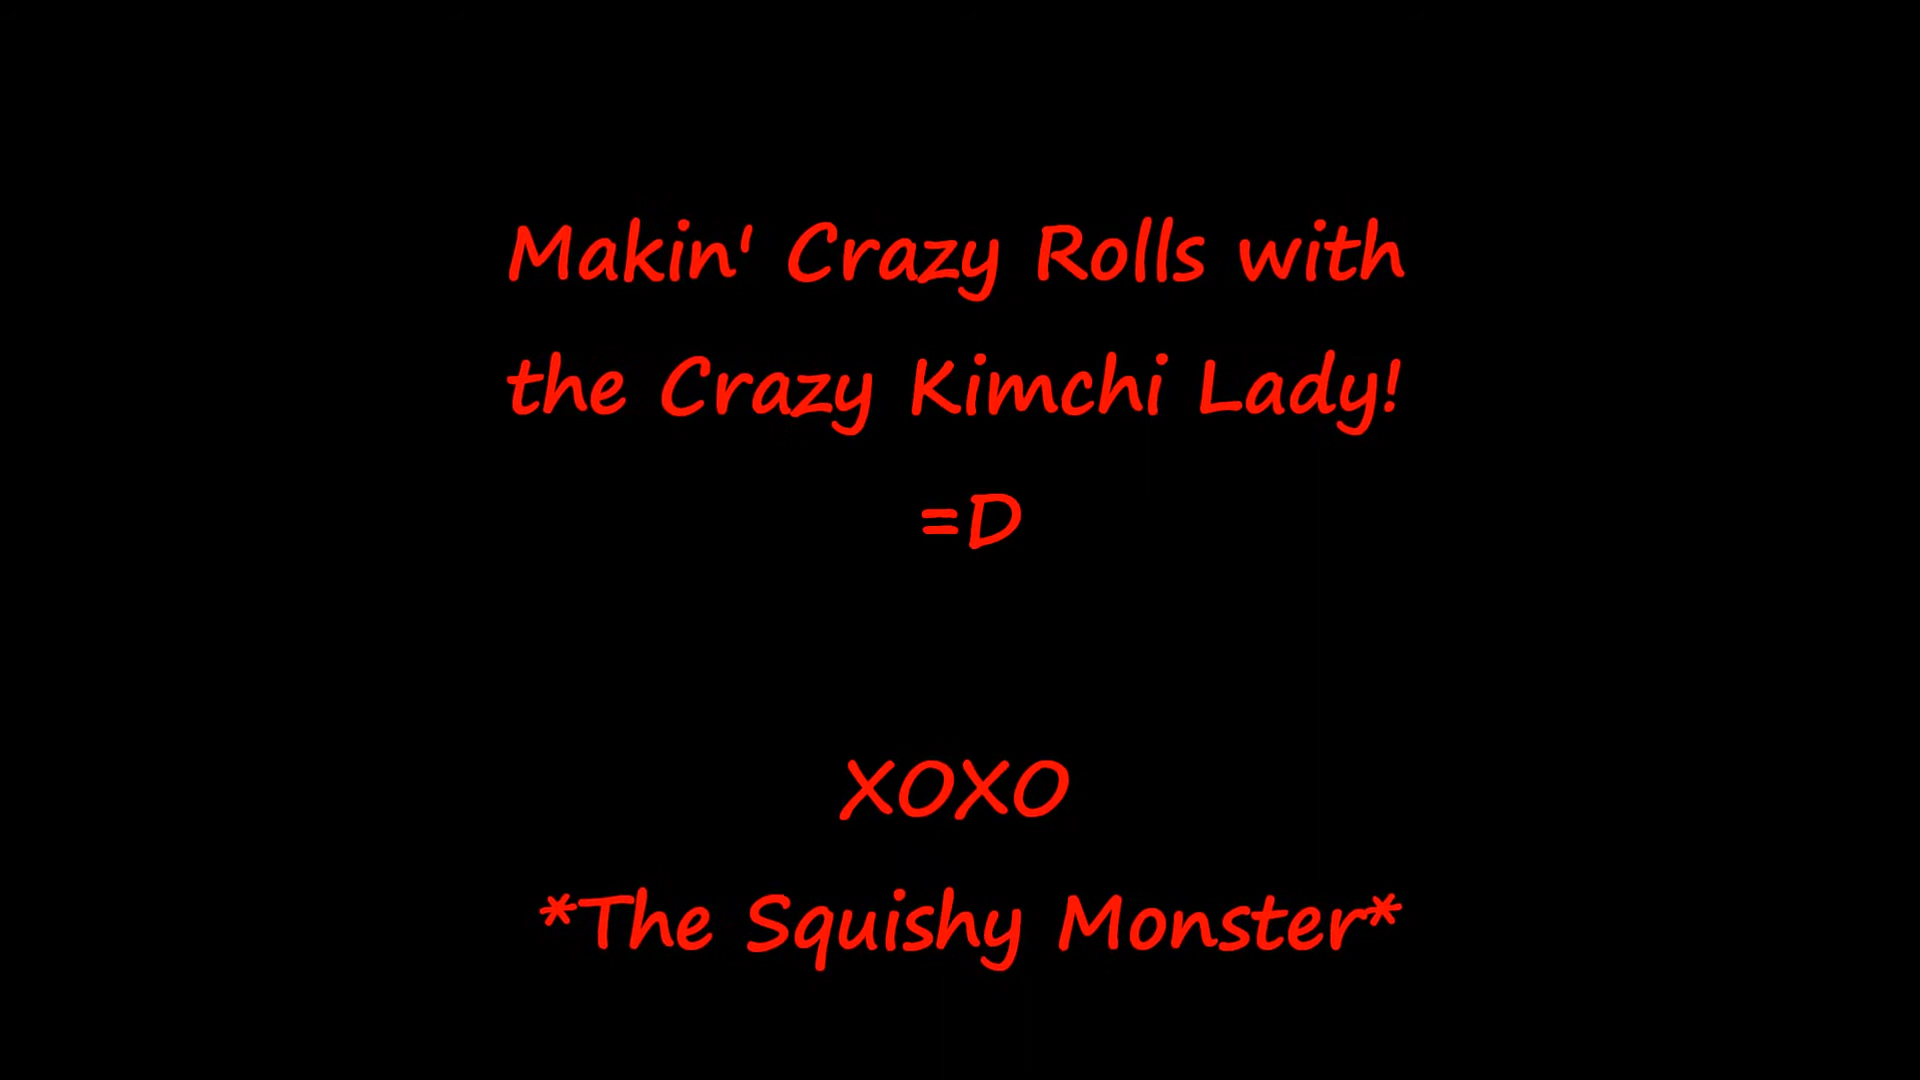 Makin' Crazy Rolls with
the Crazy Kimchi Lady!
=D
XOXO
*The Squishy Monster*